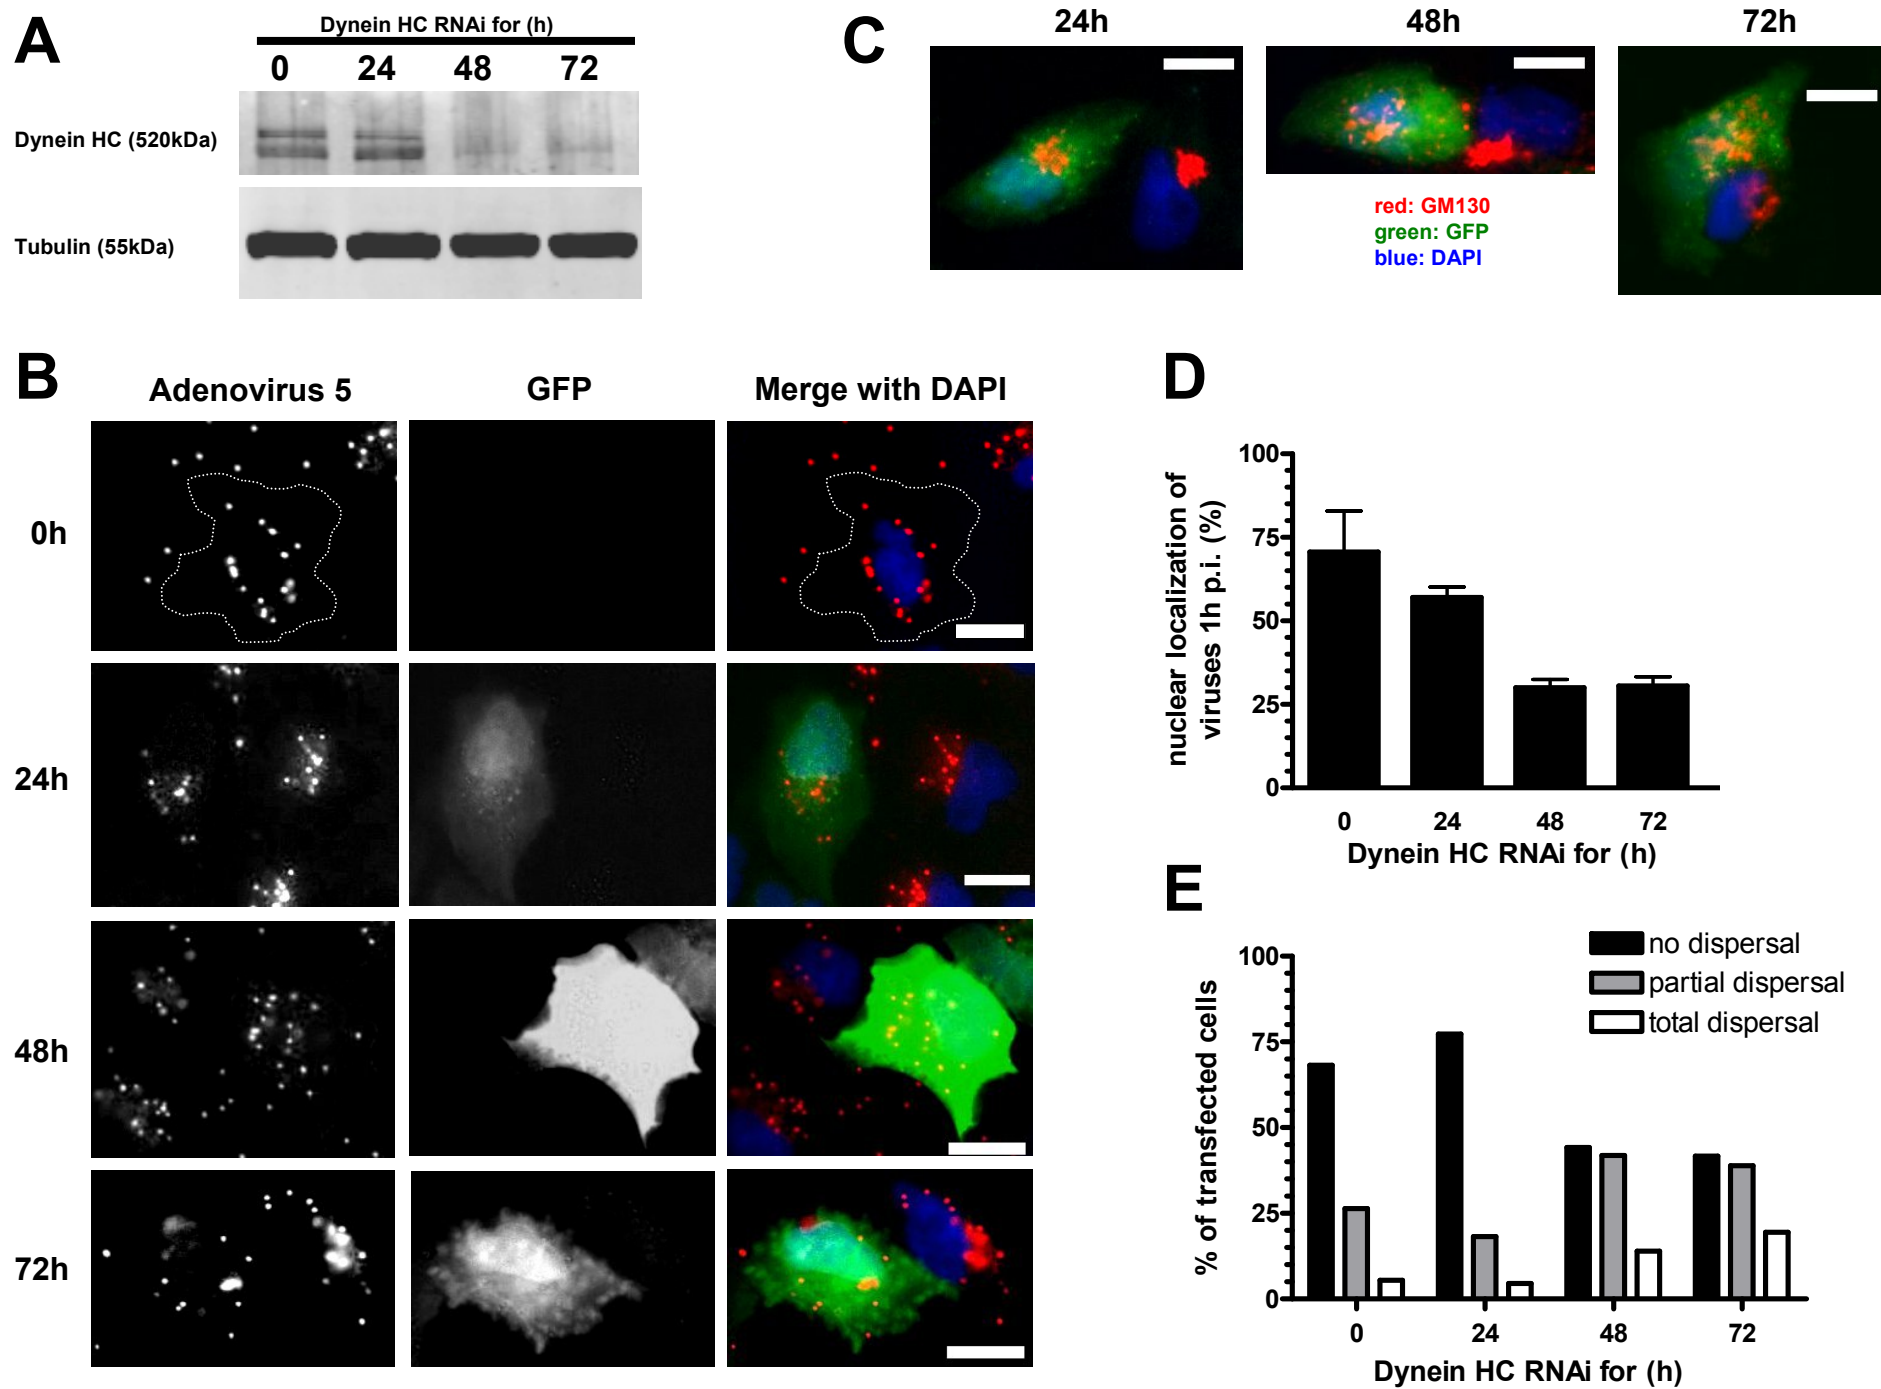 A
Dynein HC RNAi for (h)
0 24 48 72
Dynein HC (520kDa)
Tubulin (55kDa)
B
Adenovirus 5 GFP Merge with DAPI
0h
24h
48h
72h
C
24h 48h 72h
red: GM130
green: GFP
blue: DAPI
D
nuclear localization of
viruses 1h p.i. (%)
100
75
50
25
0
0 24 48 72
Dynein HC RNAi for (h)
E
% of transfected cells
100
75
50
25
0
no dispersal
partial dispersal
total dispersal
0 24 48 72
Dynein HC RNAi for (h)